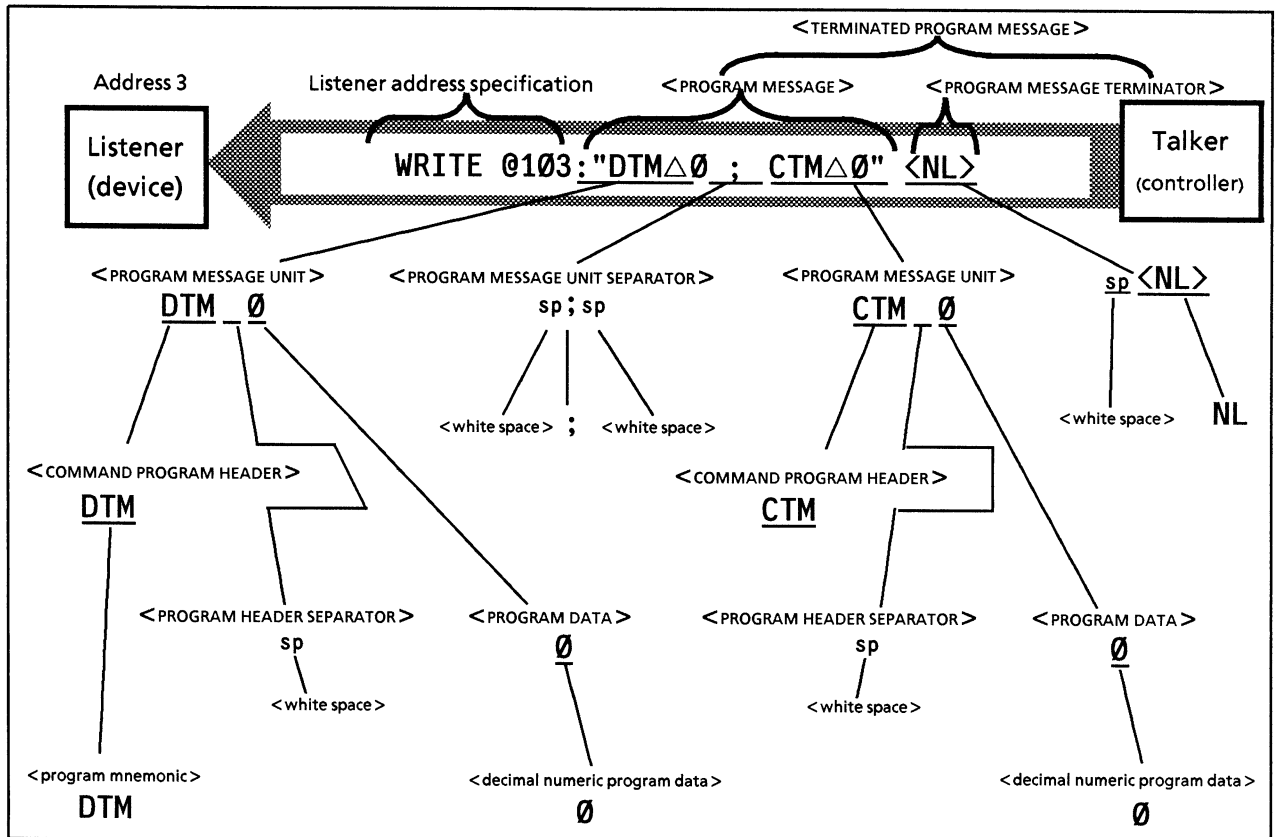 <TERMINATED PROGRAM MESSAGE>
Address 3 Listener address specification <PROGRAM MESSAGE> <PROGRAM MESSAGE TERMINATOR>
Listener
(device)
WRITE @1Ø3:"DTM△Ø ; CTM△Ø" <NL>
Talker
(controller)
<PROGRAM MESSAGE UNIT> <PROGRAM MESSAGE UNIT SEPARATOR> <PROGRAM MESSAGE UNIT>
DTM _ Ø sp ; sp CTM _ Ø sp <NL>
<white space> ; <white space> <white space> NL
<COMMAND PROGRAM HEADER> <COMMAND PROGRAM HEADER>
DTM CTM
<PROGRAM HEADER SEPARATOR> <PROGRAM DATA> <PROGRAM HEADER SEPARATOR> <PROGRAM DATA>
sp Ø sp Ø
<white space> <white space>
<program mnemonic> <decimal numeric program data> <decimal numeric program data>
DTM Ø Ø